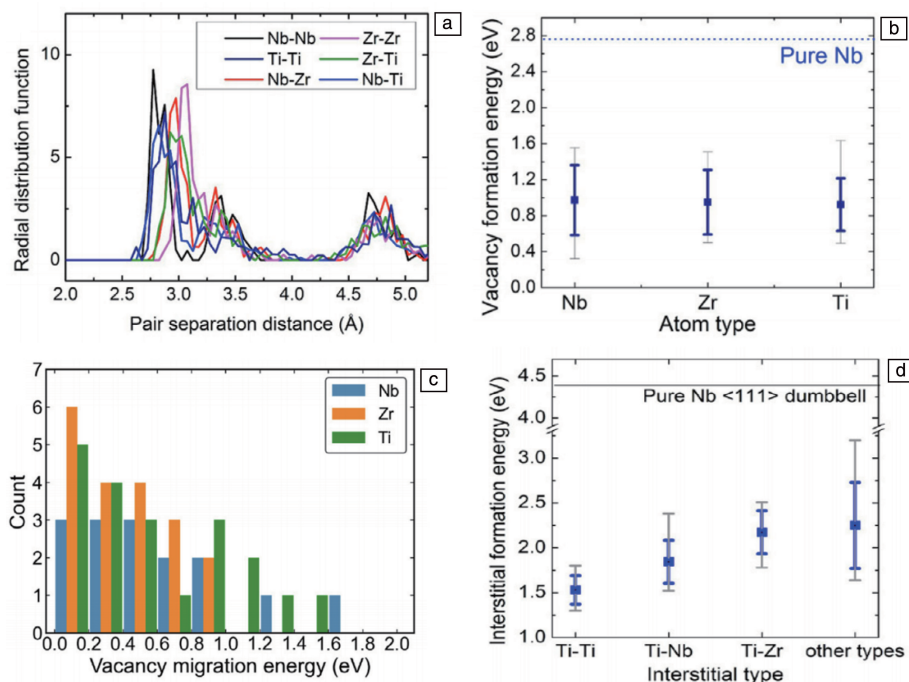 a
Radial distribution function
10
5
0
Nb-Nb
Zr-Zr
Ti-Ti
Zr-Ti
Nb-Zr
Nb-Ti
2.0 2.5 3.0 3.5 4.0 4.5 5.0
Pair separation distance (Å)
b
Vacancy formation energy (eV)
2.8
2.4
2.0
1.6
1.2
0.8
0.4
0.0
Pure Nb
Nb Zr Ti
Atom type
c
Count
7
6
5
4
3
2
1
0
Nb
Zr
Ti
0.0 0.2 0.4 0.6 0.8 1.0 1.2 1.4 1.6 1.8 2.0
Vacancy migration energy (eV)
d
Interstitial formation energy (eV)
4.5
4.0
3.0
2.5
2.0
1.5
1.0
Pure Nb <111> dumbbell
Ti-Ti Ti-Nb Ti-Zr other types
Interstitial type